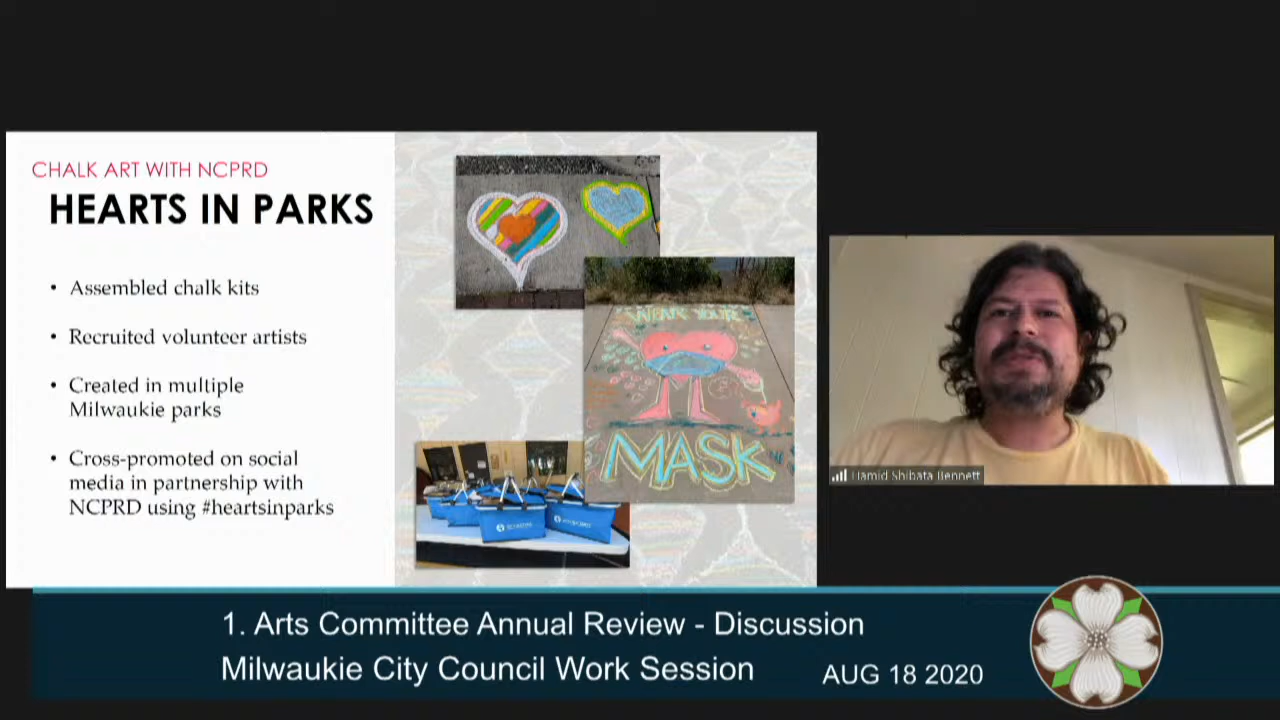 CHALK ART WITH NCPRD
HEARTS IN PARKS
• Assembled chalk kits
• Recruited volunteer artists
• Created in multiple
Milwaukie parks
• Cross-promoted on social
media in partnership with
NCPRD using #heartsinparks
WEAR YOUR
MASK
Hamid Shibata Bennett
1. Arts Committee Annual Review - Discussion
Milwaukie City Council Work Session
AUG 18 2020